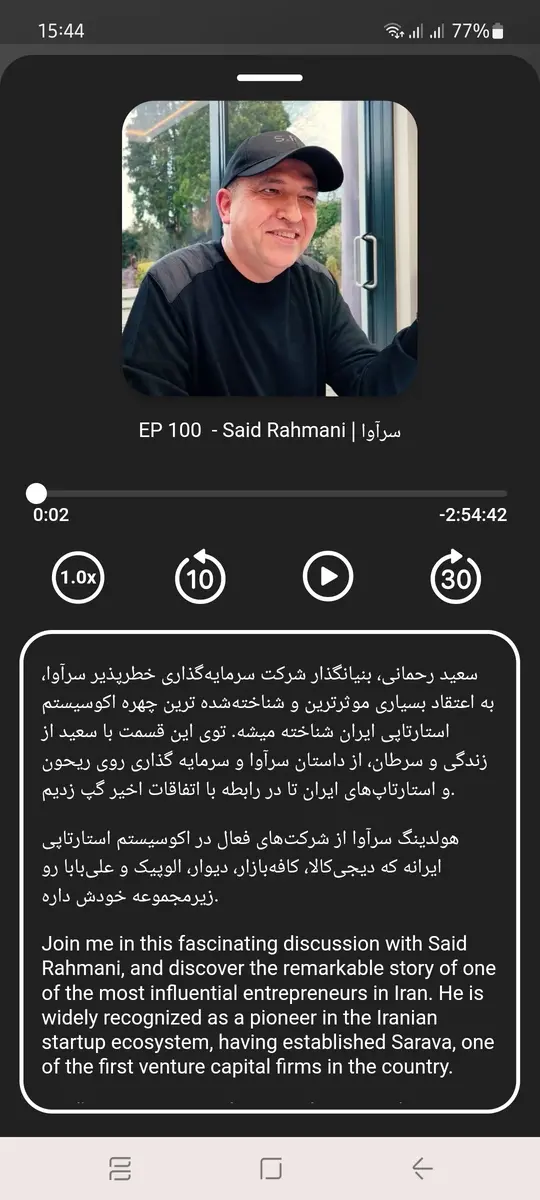 15:44
77%
EP 100 - Said Rahmani | سرآوا
0:02
-2:54:42
1.0x
10
30
سعید رحمانی، بنیانگذار شرکت سرمایه‌گذاری خطرپذیر سرآوا،
به اعتقاد بسیاری موثرترین و شناخته‌شده ترین چهره اکوسیستم
استارتاپی ایران شناخته میشه. توی این قسمت با سعید از
زندگی و سرطان، از داستان سرآوا و سرمایه گذاری روی ریحون
و استارتاپ‌های ایران تا در رابطه با اتفاقات اخیر گپ زدیم.
هولدینگ سرآوا از شرکت‌های فعال در اکوسیستم استارتاپی
ایرانه که دیجی‌کالا، کافه‌بازار، دیوار، الوپیک و علی‌بابا رو
زیرمجموعه خودش داره.
Join me in this fascinating discussion with Said
Rahmani, and discover the remarkable story of one
of the most influential entrepreneurs in Iran. He is
widely recognized as a pioneer in the Iranian
startup ecosystem, having established Sarava, one
of the first venture capital firms in the country.